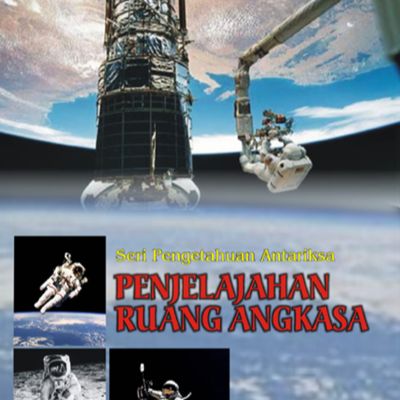 Seri Pengetahuan Antariksa
PENJELAJAHAN
RUANG ANGKASA